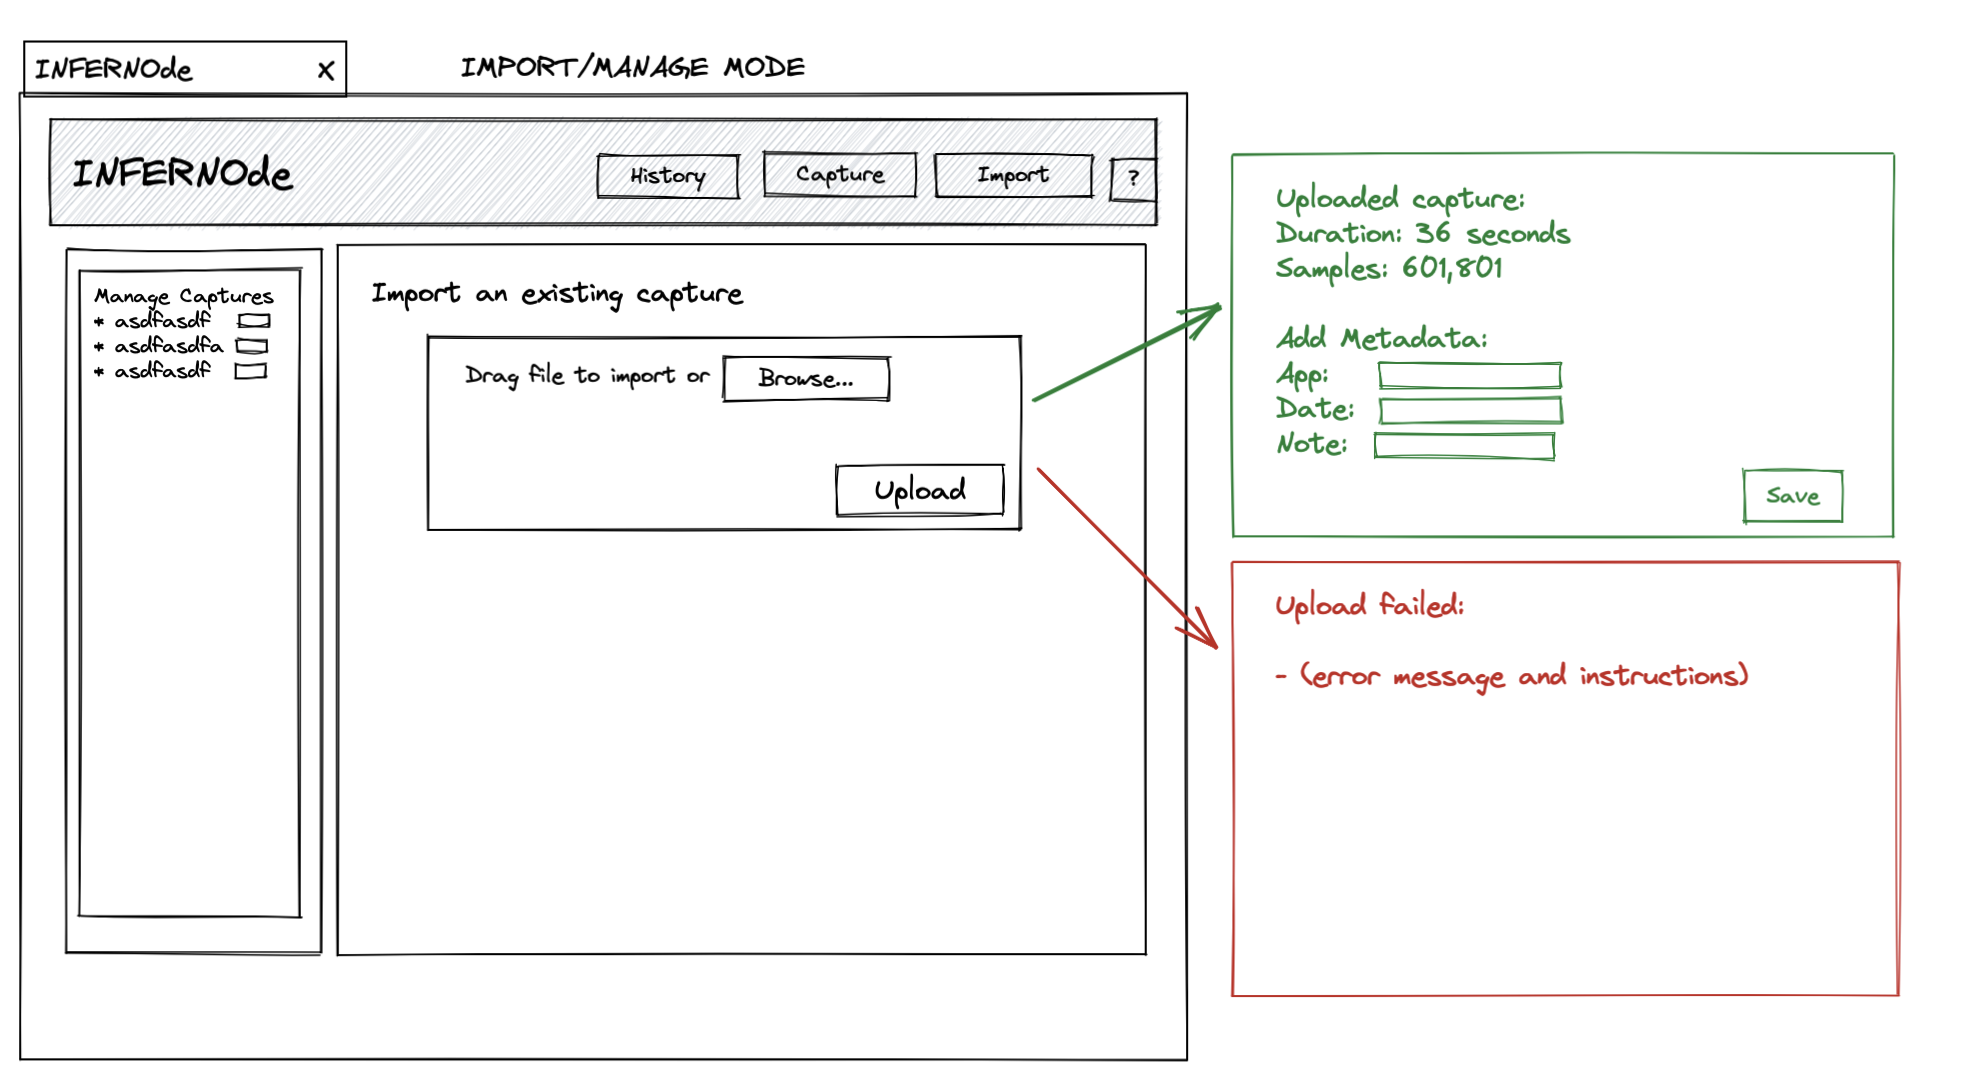 INFERNOde X
IMPORT/MANAGE MODE
INFERNOde
History
Capture
Import
?
Manage Captures
* asdfasdf
* asdfasdfa
* asdfasdf
Import an existing capture
Drag file to import or
Browse...
Upload
Uploaded capture:
Duration: 36 seconds
Samples: 601,801
Add Metadata:
App:
Date:
Note:
Save
Upload failed:
- (error message and instructions)